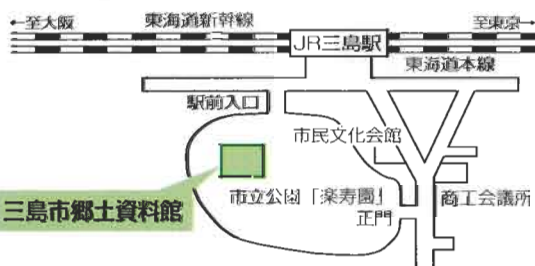 ←至大阪
東海道新幹線
至東京→
JR三島駅
東海道本線
駅前入口
市民文化会館
市立公園「楽寿園」
正門
商工会議所
三島市郷土資料館